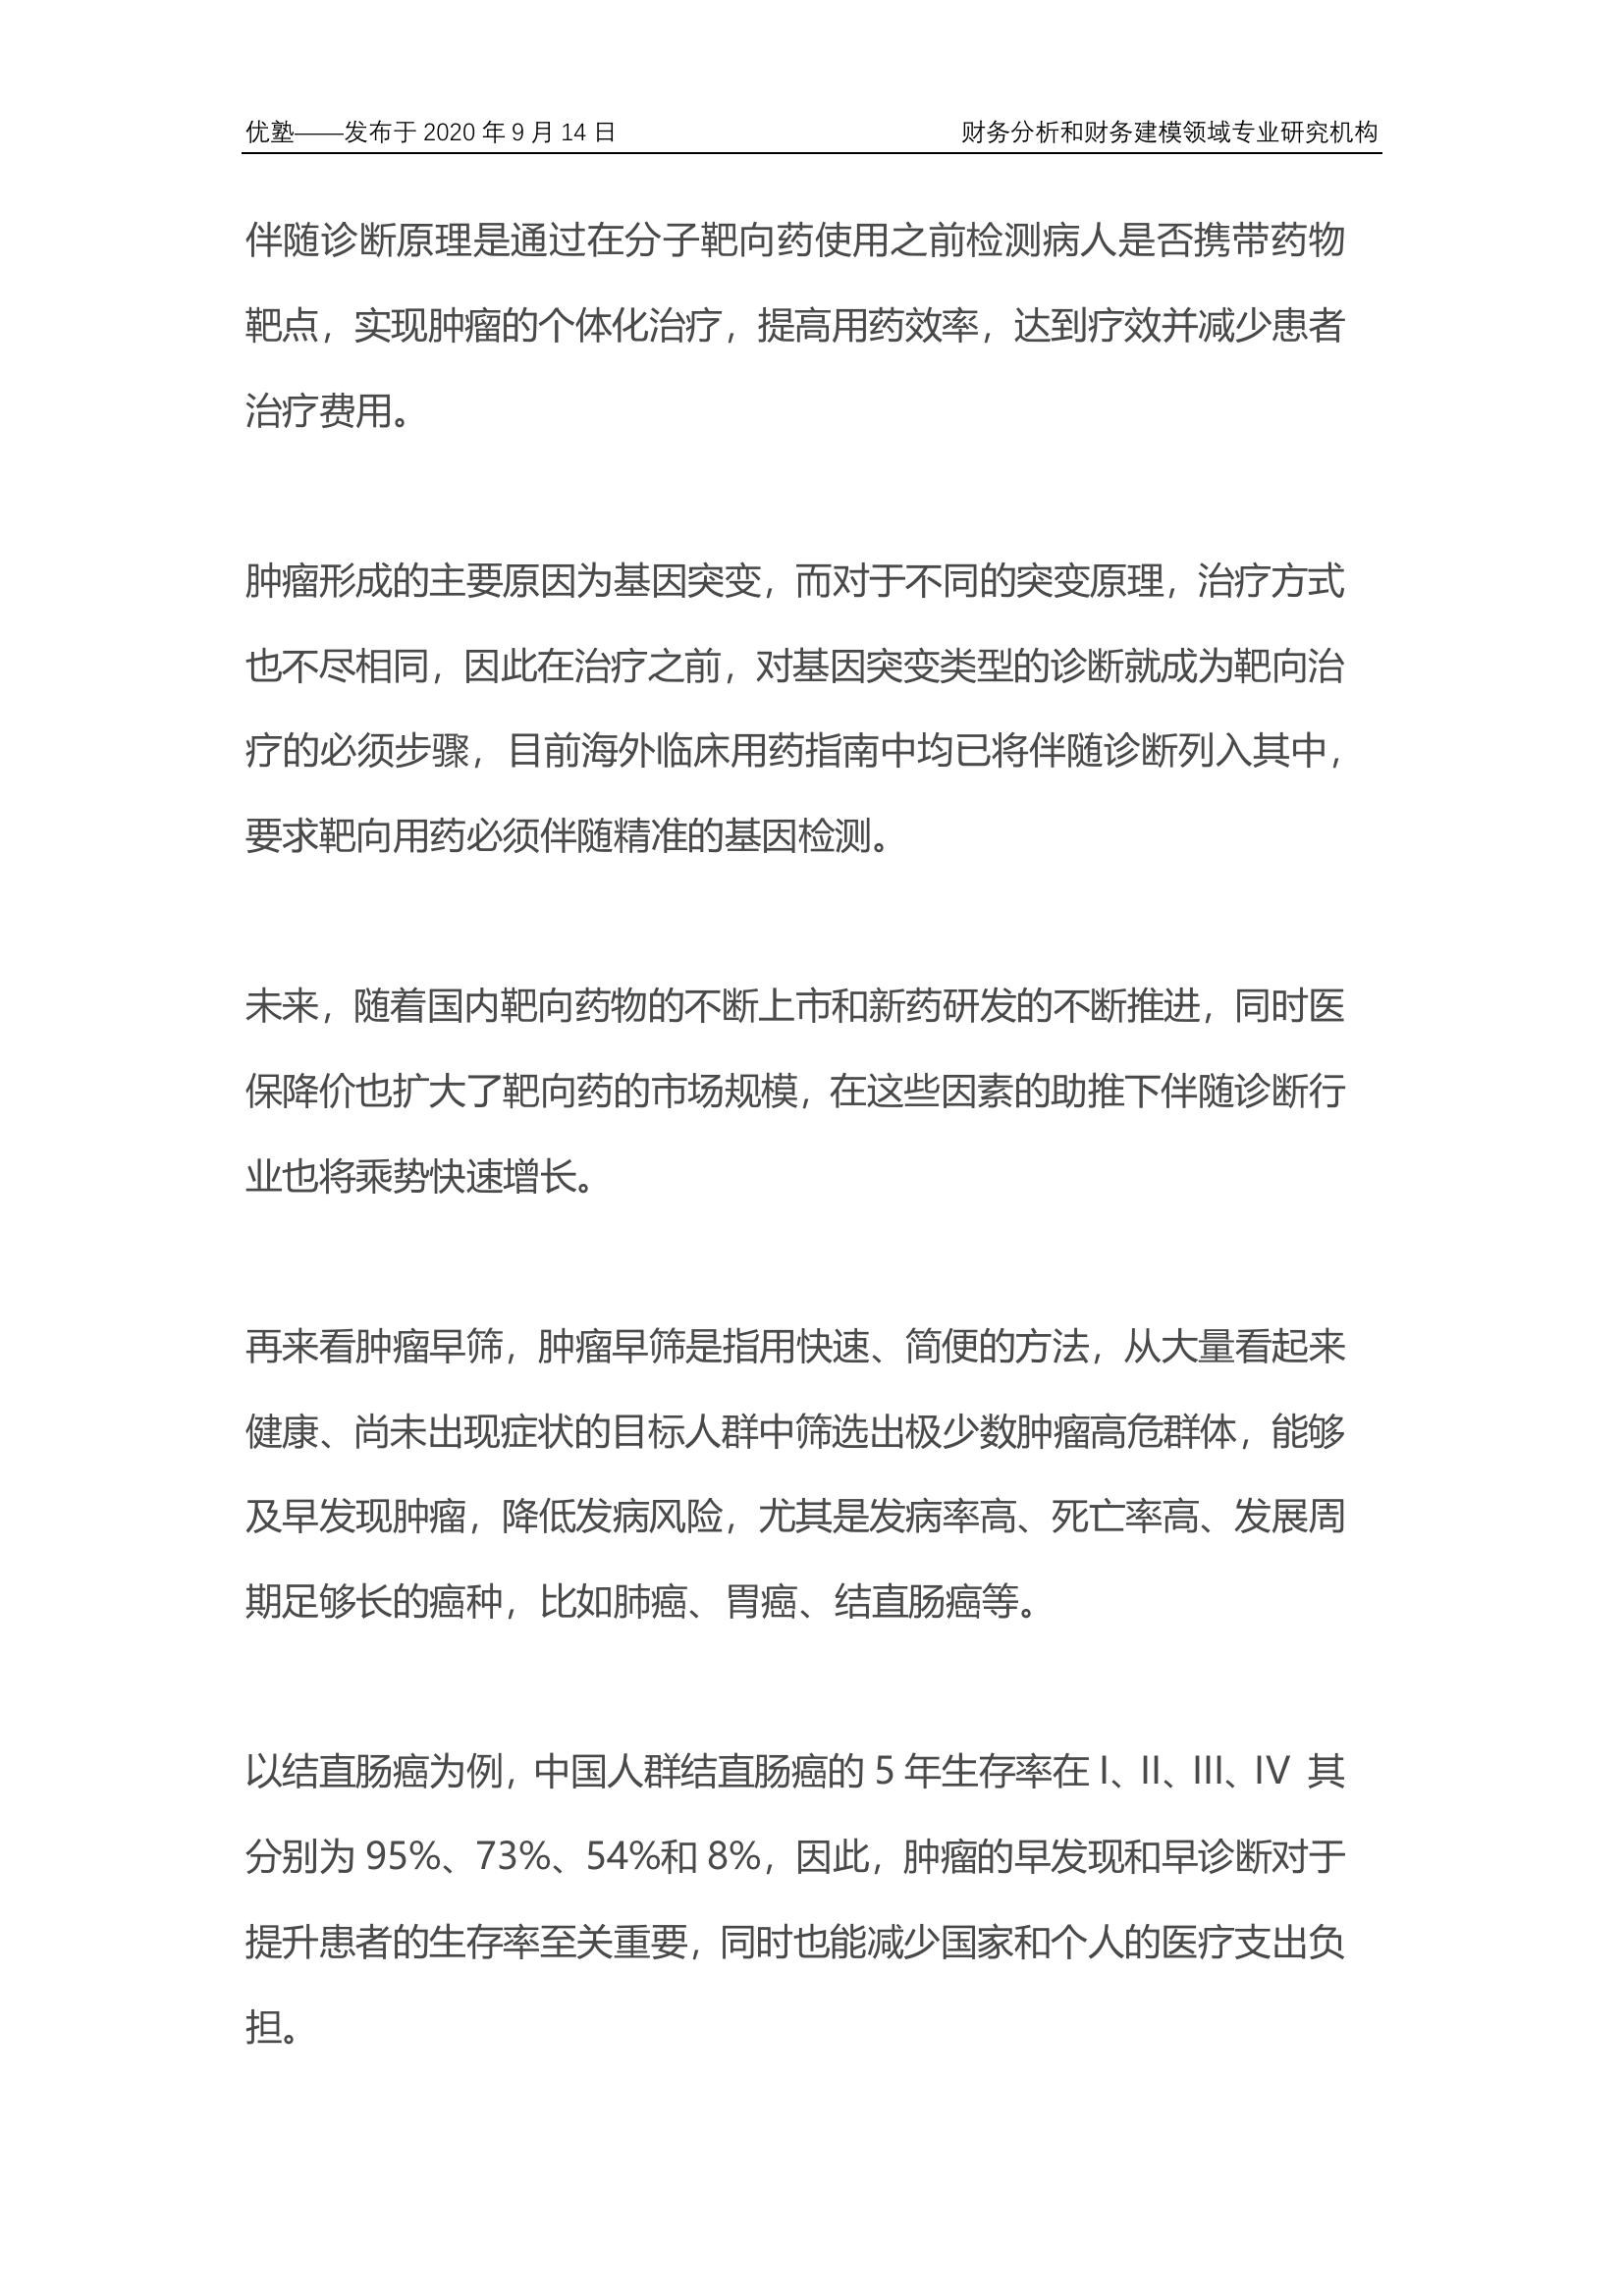 优塾——发布于 2020 年 9 月 14 日 财务分析和财务建模领域专业研究机构
伴随诊断原理是通过在分子靶向药使用之前检测病人是否携带药物
靶点，实现肿瘤的个体化治疗，提高用药效率，达到疗效并减少患者
治疗费用。
肿瘤形成的主要原因为基因突变，而对于不同的突变原理，治疗方式
也不尽相同，因此在治疗之前，对基因突变类型的诊断就成为靶向治
疗的必须步骤，目前海外临床用药指南中均已将伴随诊断列入其中，
要求靶向用药必须伴随精准的基因检测。
未来，随着国内靶向药物的不断上市和新药研发的不断推进，同时医
保降价也扩大了靶向药的市场规模，在这些因素的助推下伴随诊断行
业也将乘势快速增长。
再来看肿瘤早筛，肿瘤早筛是指用快速、简便的方法，从大量看起来
健康、尚未出现症状的目标人群中筛选出极少数肿瘤高危群体，能够
及早发现肿瘤，降低发病风险，尤其是发病率高、死亡率高、发展周
期足够长的癌种，比如肺癌、胃癌、结直肠癌等。
以结直肠癌为例，中国人群结直肠癌的 5 年生存率在 I、II、III、IV 其
分别为 95%、73%、54%和 8%，因此，肿瘤的早发现和早诊断对于
提升患者的生存率至关重要，同时也能减少国家和个人的医疗支出负
担。